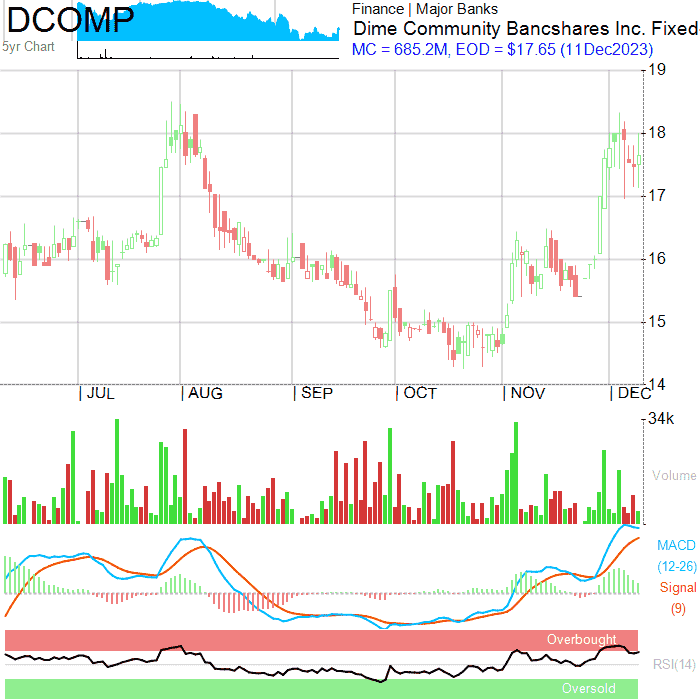 DCOMP
5yr Chart
Finance | Major Banks
Dime Community Bancshares Inc. Fixed
MC = 685.2M, EOD = $17.65 (11Dec2023)
19
18
17
16
15
14
| JUL | AUG | SEP | OCT | NOV | DEC
34k
Volume
MACD
(12-26)
Signal
(9)
Overbought
RSI(14)
Oversold